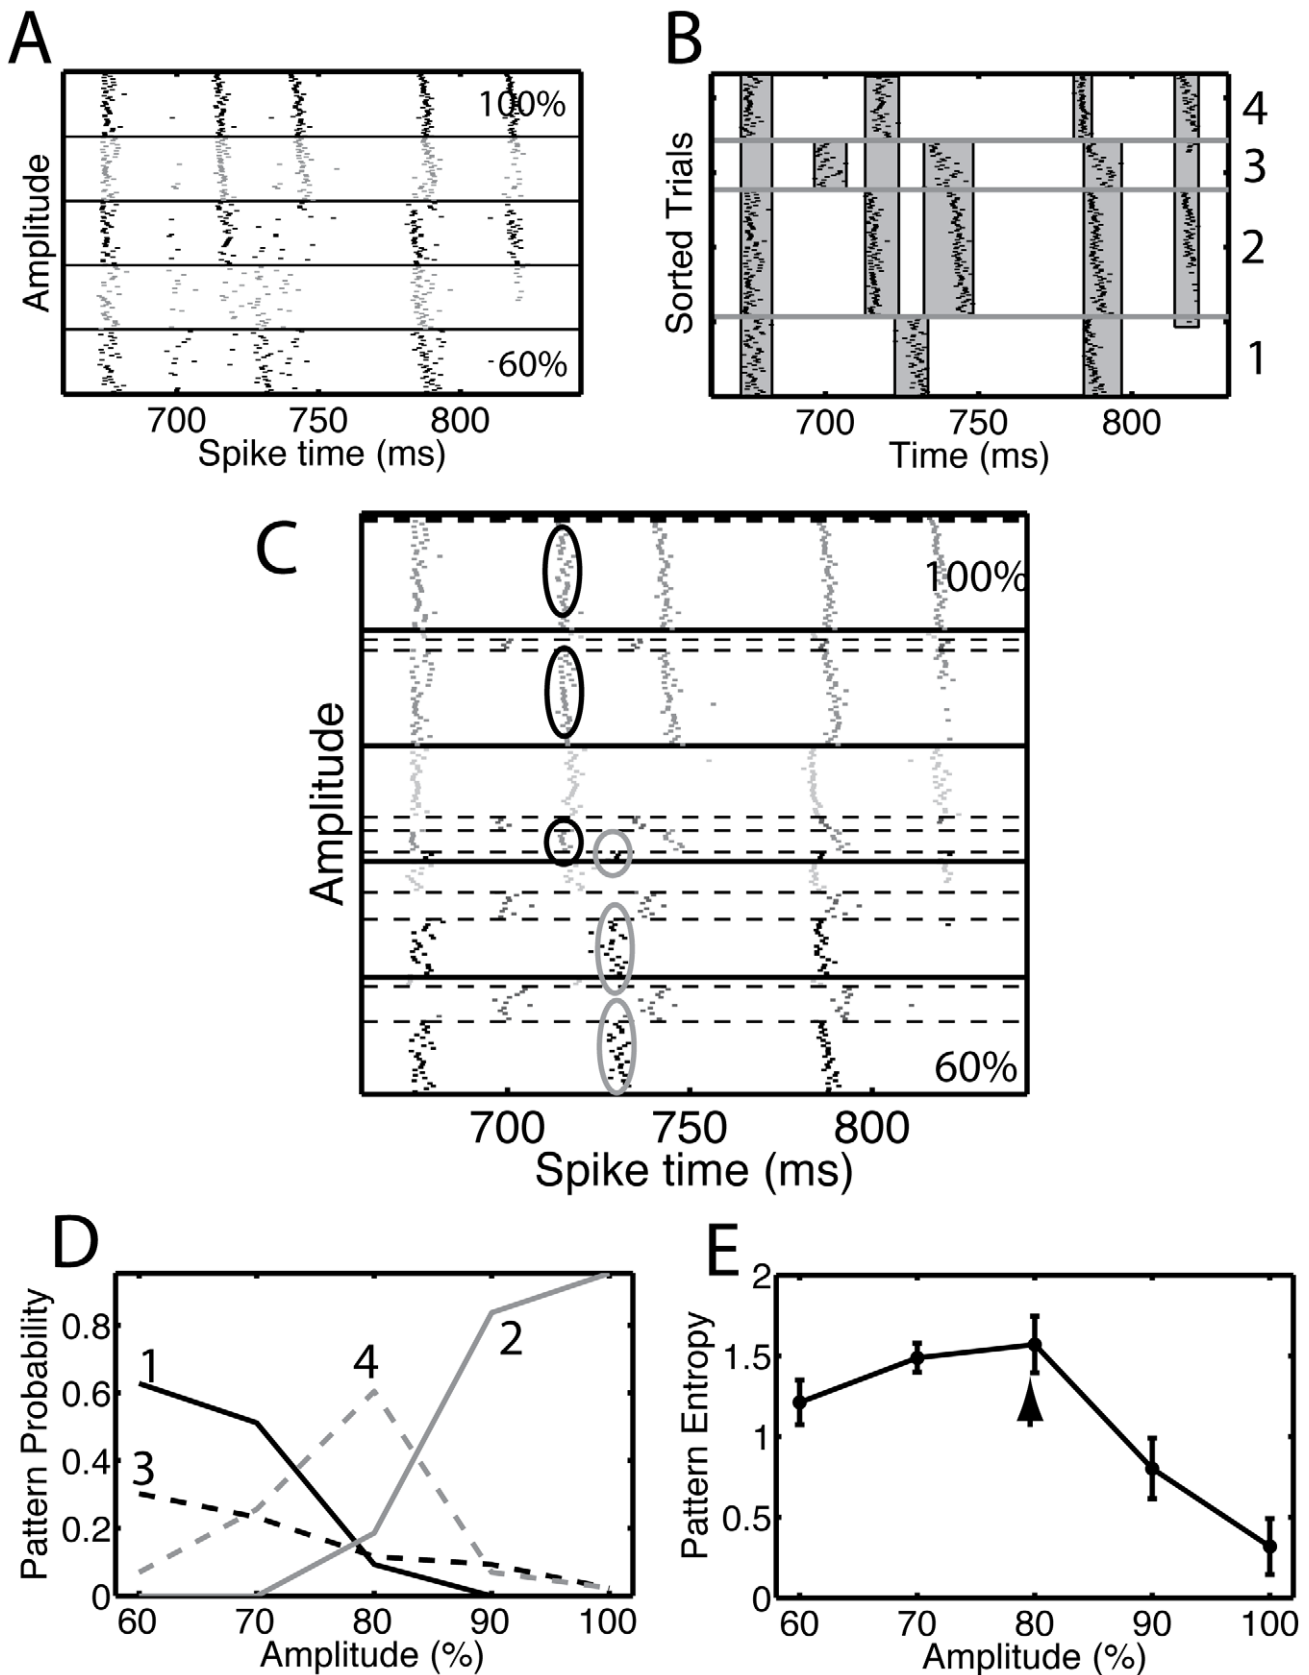 A
Amplitude
100%
60%
700 750 800
Spike time (ms)
B
Sorted Trials
4
3
2
1
700 750 800
Time (ms)
C
Amplitude
100%
60%
700 750 800
Spike time (ms)
D
Pattern Probability
0.8
0.6
0.4
0.2
0
1
4
2
3
60 70 80 90 100
Amplitude (%)
E
Pattern Entropy
2
1.5
1
0.5
0
60 70 80 90 100
Amplitude (%)